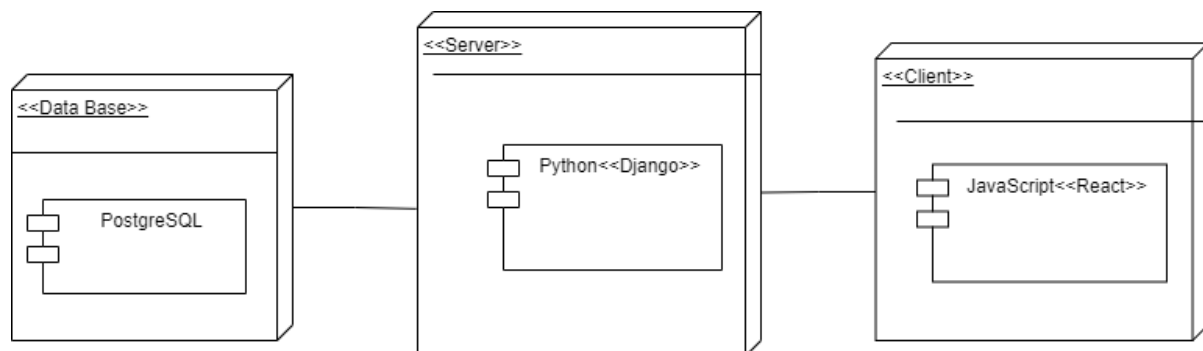 <<Data Base>>
PostgreSQL
<<Server>>
Python<<Django>>
<<Client>>
JavaScript<<React>>